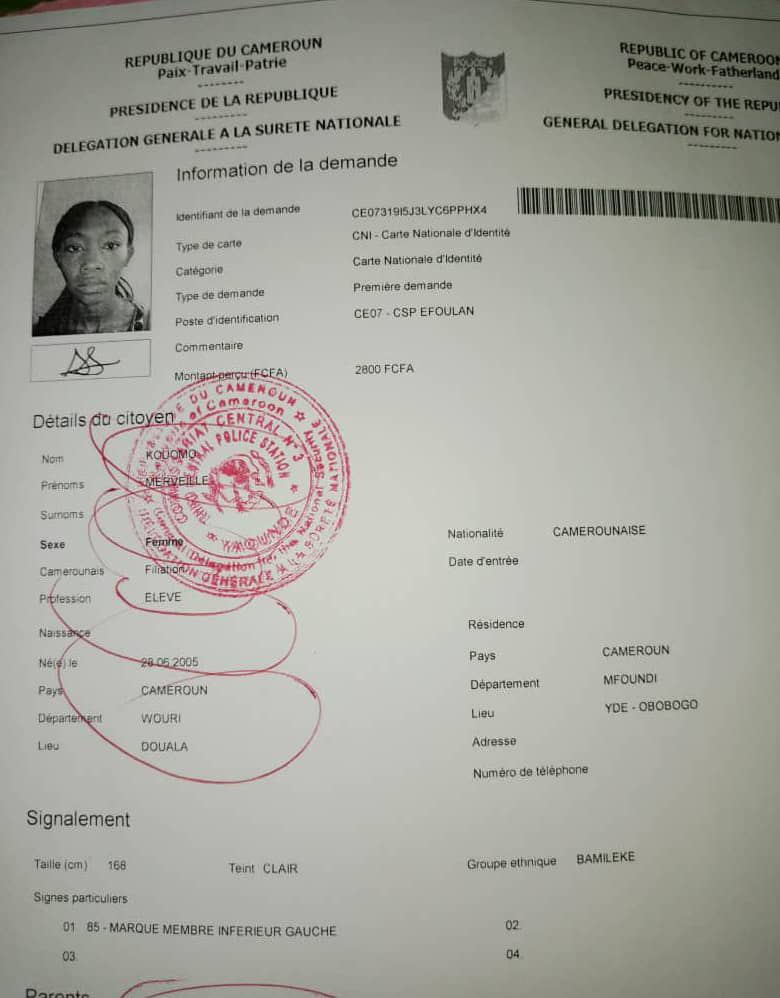 REPUBLIQUE DU CAMEROUN
Paix-Travail-Patrie
PRESIDENCE DE LA REPUBLIQUE
DELEGATION GENERALE A LA SURETE NATIONALE
POLICE
REPUBLIC OF CAMEROON
Peace-Work-Fatherland
PRESIDENCY OF THE REPU
GENERAL DELEGATION FOR NATION
Information de la demande
Identifiant de la demande CE07319I5J3LYC6PPHX4
Type de carte CNI - Carte Nationale d'Identité
Catégorie Carte Nationale d'Identité
Type de demande Première demande
Poste d'identification CE07 - CSP EFOULAN
Commentaire
Montant perçu (FCFA) 2800 FCFA
Détails du citoyen
Nom KOUOMO
Prénoms MERVEILLE
Surnoms
Sexe Femme
Nationalité CAMEROUNAISE
Camerounais Filiation
Date d'entrée
Profession ELEVE
Naissance
Résidence
Né(e) le 28.06.2005
Pays CAMEROUN
Pays CAMEROUN
Département MFOUNDI
Département WOURI
Lieu YDE - OBOBOGO
Lieu DOUALA
Adresse
Numéro de téléphone
DU CAMEROUN
of Cameroon
CENTRAL N° 3
CENTRAL POLICE STATION
YAOUNDE
General Delegation for the National Security
DELEGATION GÉNÉRALE A LA SURETÉ NATIONALE
Signalement
Taille (cm) 168 Teint CLAIR Groupe ethnique BAMILEKE
Signes particuliers
01 85 - MARQUE MEMBRE INFERIEUR GAUCHE 02.
03. 04.
Parents